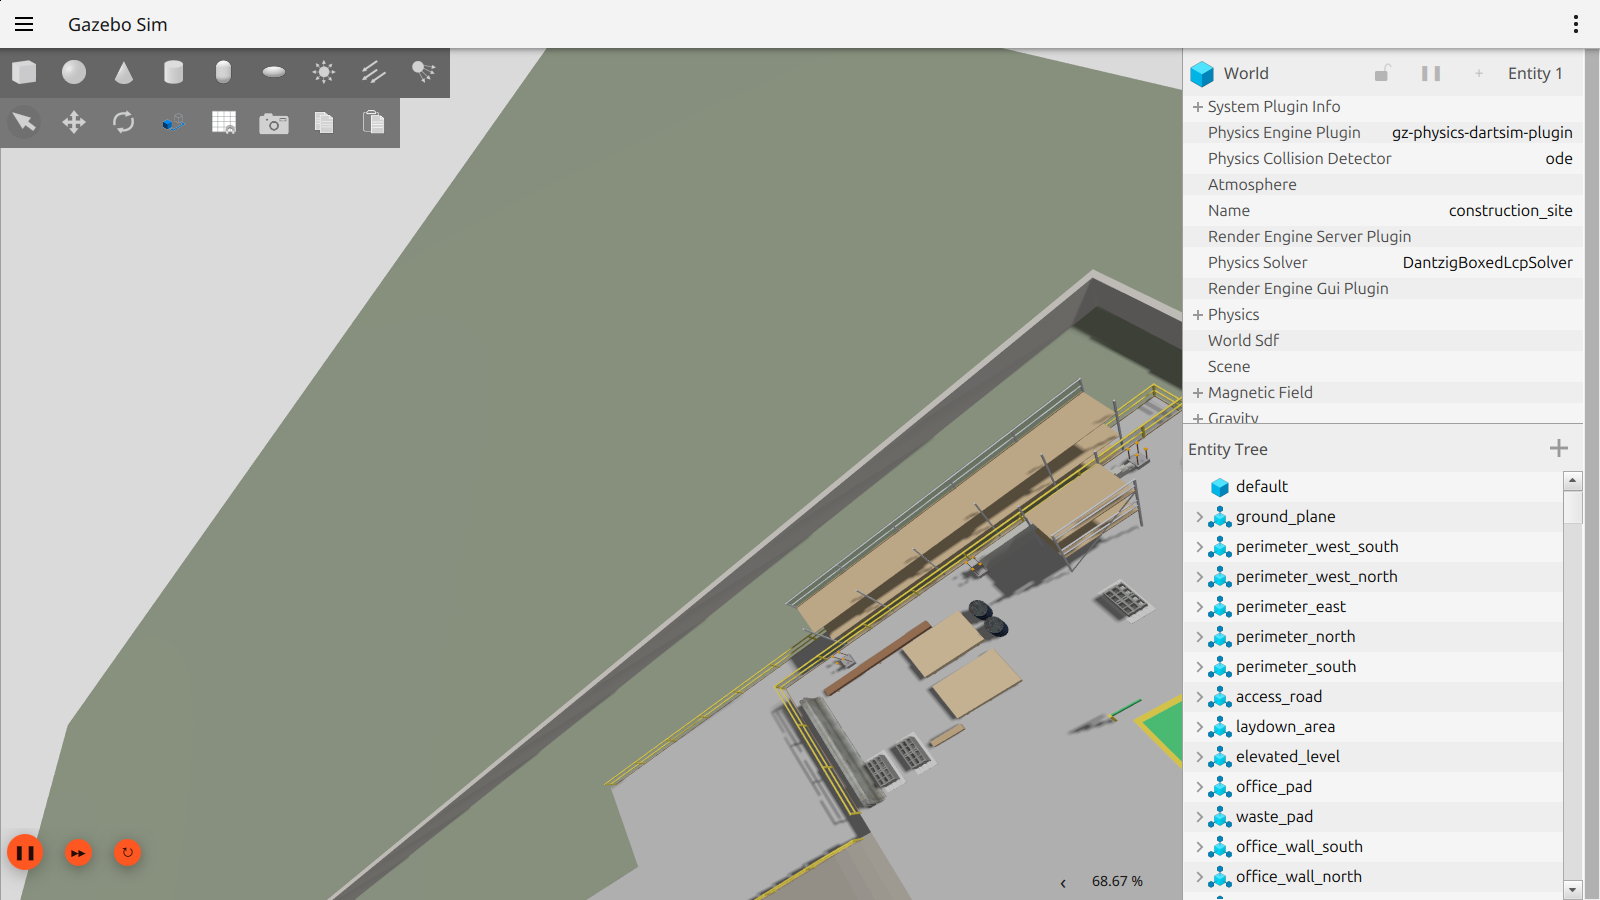 Gazebo Sim
World
Entity 1
System Plugin Info
Physics Engine Plugin gz-physics-dartsim-plugin
Physics Collision Detector ode
Atmosphere
Name construction_site
Render Engine Server Plugin
Physics Solver DantzigBoxedLcpSolver
Render Engine Gui Plugin
Physics
World Sdf
Scene
Magnetic Field
Gravity
Entity Tree
default
ground_plane
perimeter_west_south
perimeter_west_north
perimeter_east
perimeter_north
perimeter_south
access_road
laydown_area
elevated_level
office_pad
waste_pad
office_wall_south
office_wall_north
68.67 %